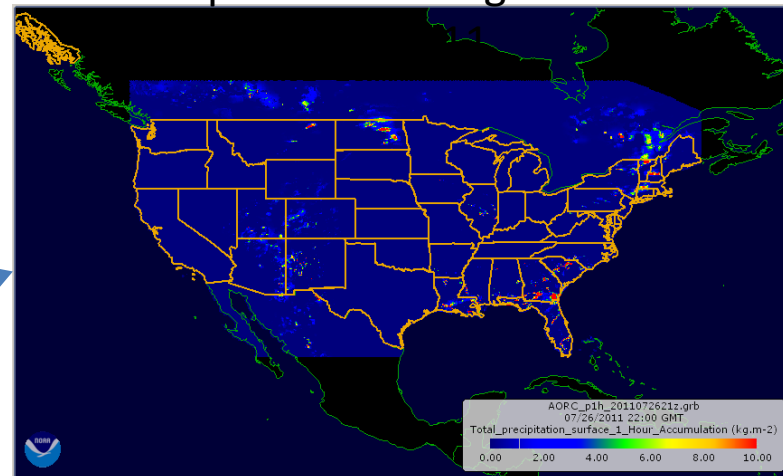 NOAA
AORC_p1h_2011072621z.grb
07/26/2011 22:00 GMT
Total_precipitation_surface_1_Hour_Accumulation (kg.m-2)
0.00 2.00 4.00 6.00 8.00 10.00